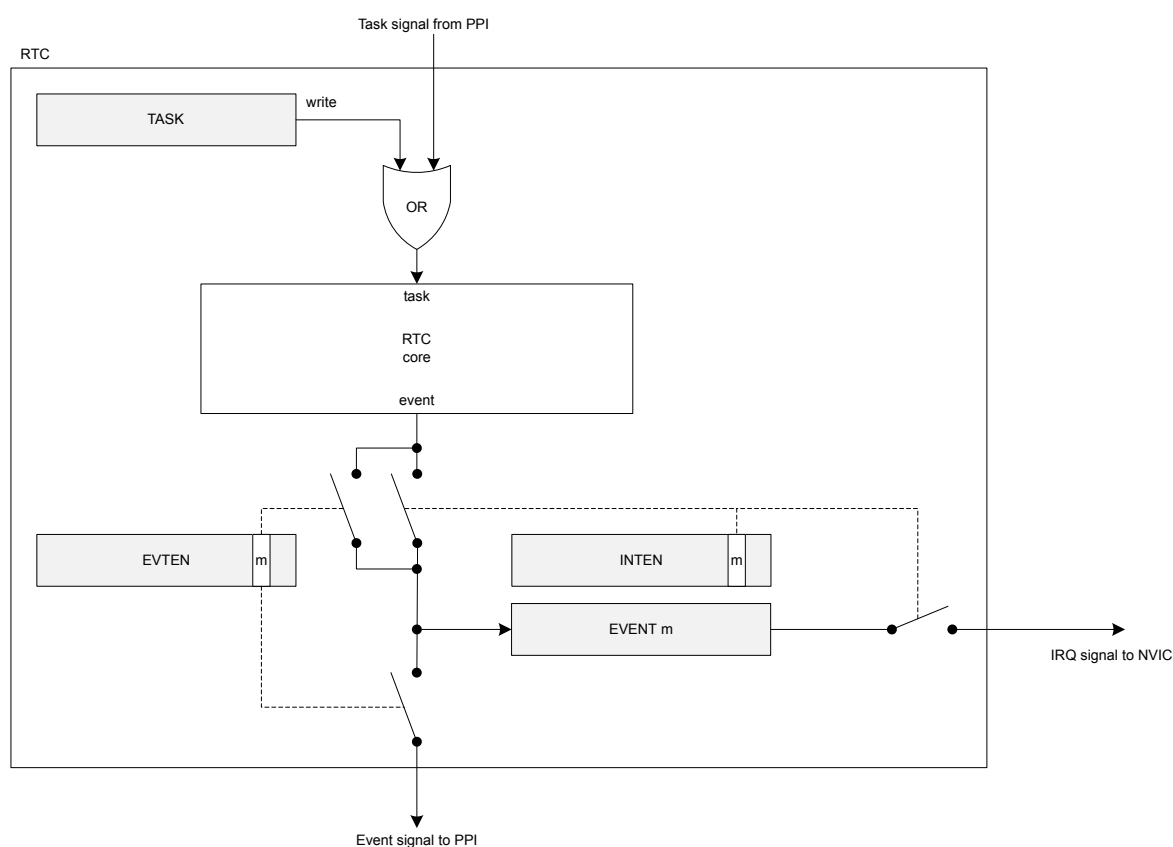 Task signal from PPI
RTC
write
TASK
OR
task
RTC
core
event
EVTEN
m
INTEN
m
EVENT m
IRQ signal to NVIC
Event signal to PPI